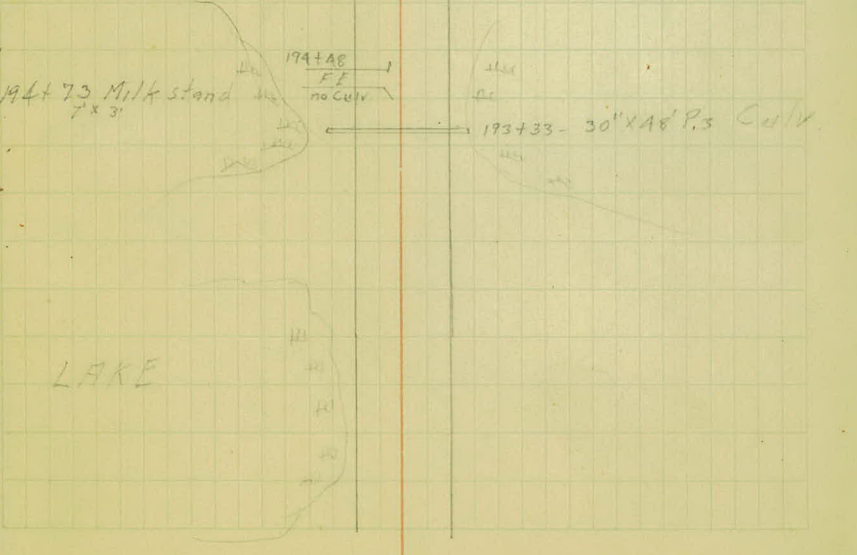 194+48
F E
no Culv.
194+73 Milk stand
7' x 3'
193+33 - 30" X 48' P.S Culv.
LAKE